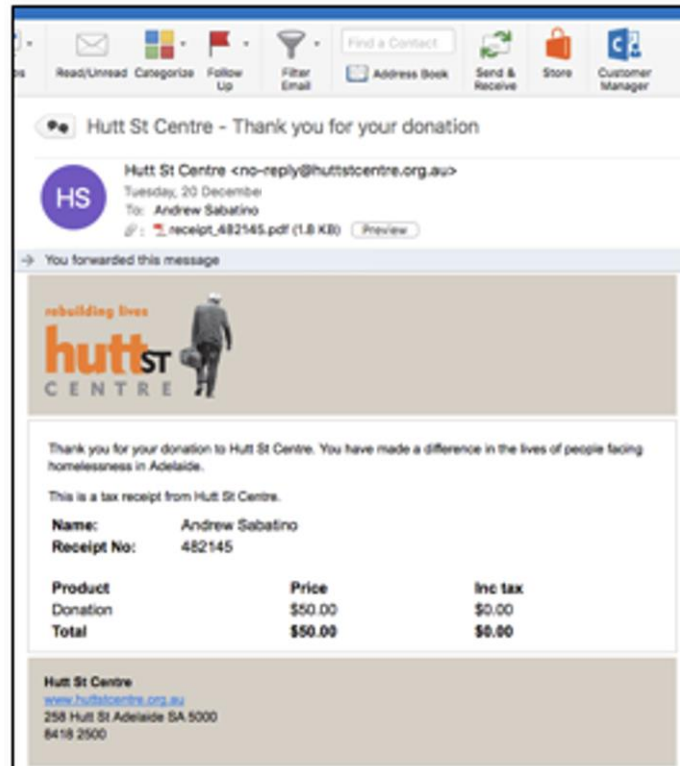 Find a Contact
Read/Unread Categorize Follow Up Filter Email Address Book Send & Receive Store Customer Manager
Hutt St Centre - Thank you for your donation
HS
Hutt St Centre <no-reply@huttstcentre.org.au>
Tuesday, 20 Decembe
To: Andrew Sabatino
receipt_482145.pdf (1.8 KB) Preview
You forwarded this message
rebuilding lives
huttST
CENTRE
Thank you for your donation to Hutt St Centre. You have made a difference in the lives of people facing
homelessness in Adelaide.
This is a tax receipt from Hutt St Centre.
Name: Andrew Sabatino
Receipt No: 482145
Product Price Inc tax
Donation $50.00 $0.00
Total $50.00 $0.00
Hutt St Centre
www.huttstcentre.org.au
258 Hutt St Adelaide SA 5000
8418 2500